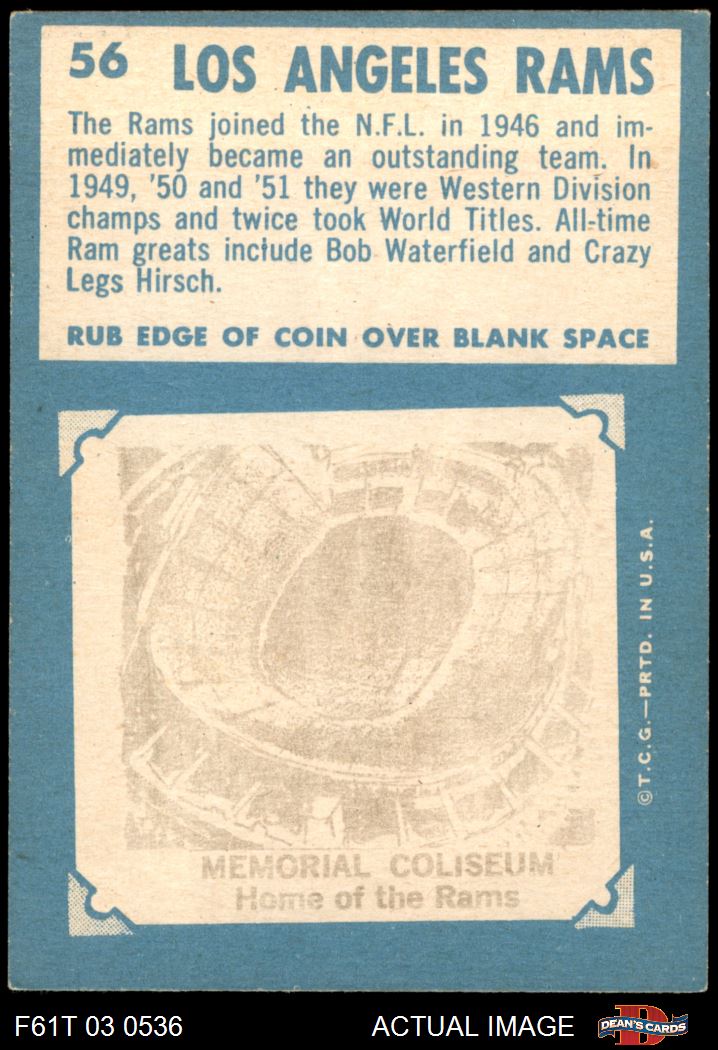 56 LOS ANGELES RAMS
The Rams joined the N.F.L. in 1946 and im-
mediately became an outstanding team. In
1949, '50 and '51 they were Western Division
champs and twice took World Titles. All-time
Ram greats include Bob Waterfield and Crazy
Legs Hirsch.
RUB EDGE OF COIN OVER BLANK SPACE
©T.C.G.—PRTD. IN U.S.A.
MEMORIAL COLISEUM
Home of the Rams
F61T 03 0536
ACTUAL IMAGE
DEAN'S CARDS